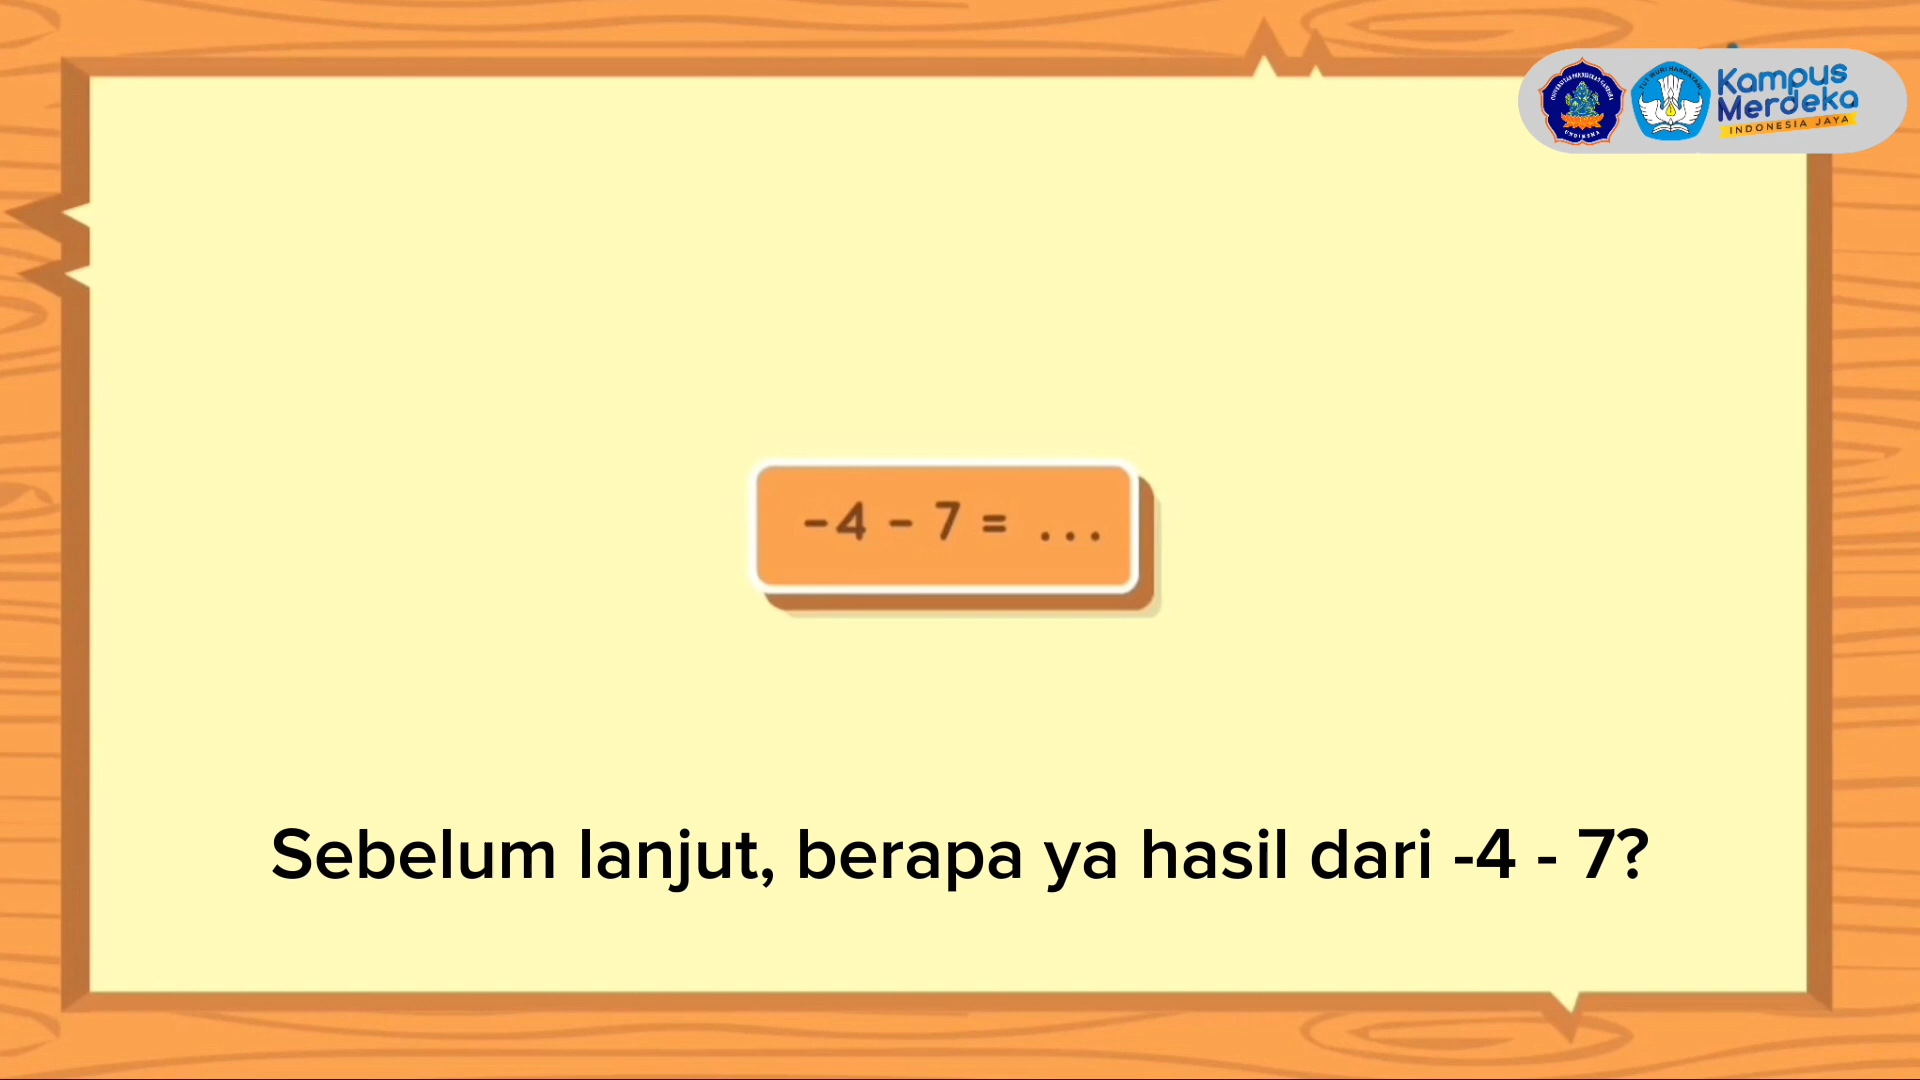 Kampus
Merdeka
INDONESIA JAYA
-4 - 7 = ...
Sebelum lanjut, berapa ya hasil dari -4 - 7?